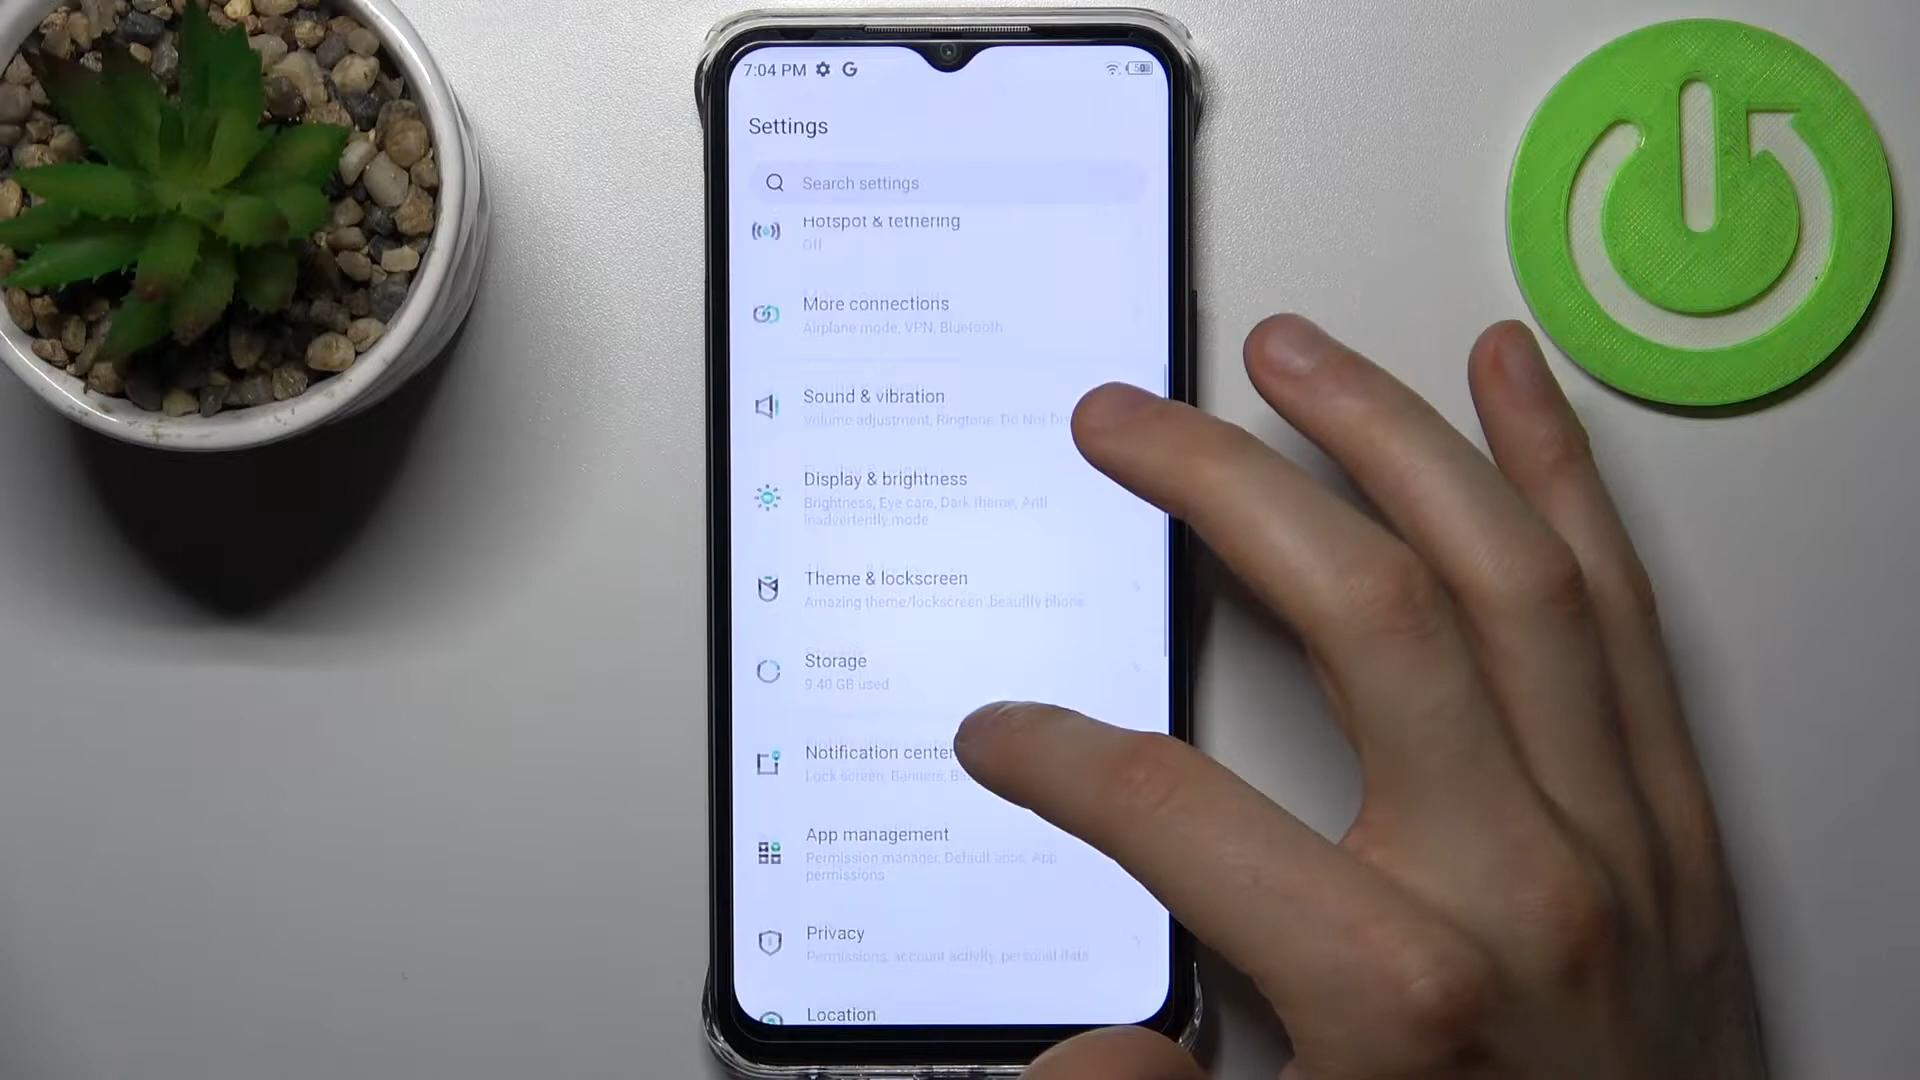 7:04 PM
50
Settings
Search settings
Hotspot & tethering
Off
More connections
Airplane mode, VPN, Bluetooth
Sound & vibration
Volume adjustment, Ringtone, Do Not
Display & brightness
Brightness, Eye care, Dark theme, Anti
inadvertently mode
Theme & lockscreen
Amazing theme/lockscreen ,beautify phone
Storage
9.40 GB used
Notification center
Lock screen, Banners,
App management
Permission manager, Default apps, App
permissions
Privacy
Permissions, account activity, personal data
Location